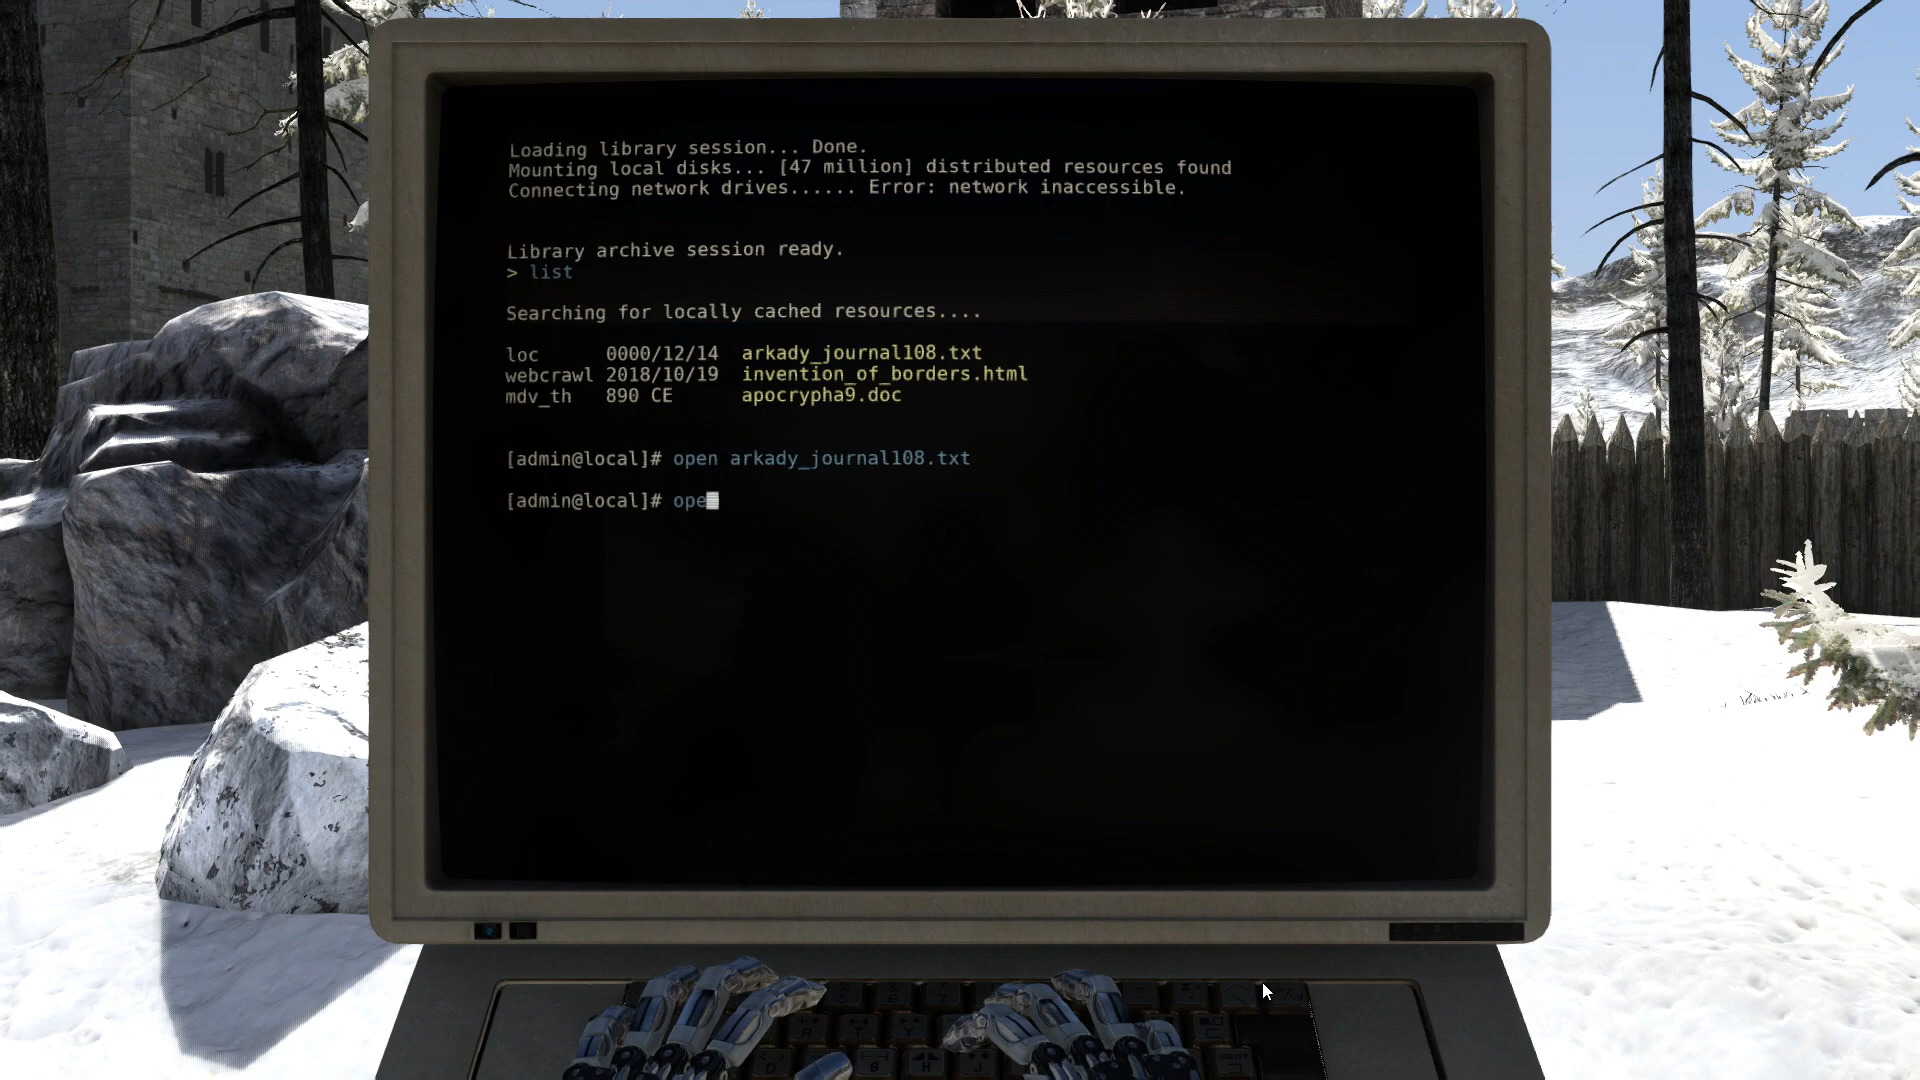 Loading library session... Done.
Mounting local disks... [47 million] distributed resources found
Connecting network drives...... Error: network inaccessible.
Library archive session ready.
> list
Searching for locally cached resources....
loc 0000/12/14 arkady_journal108.txt
webcrawl 2018/10/19 invention_of_borders.html
mdv_th 890 CE apocrypha9.doc
[admin@local]# open arkady_journal108.txt
[admin@local]# ope